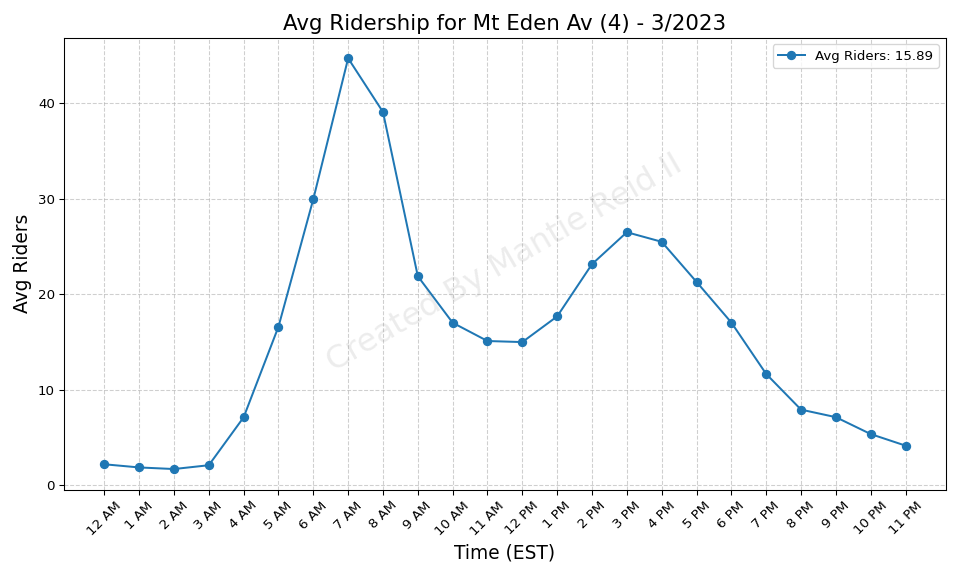 Avg Ridership for Mt Eden Av (4) - 3/2023
Avg Riders: 15.89
Avg Riders
40
30
20
10
0
Created By Mantie Reid II
12 AM
1 AM
2 AM
3 AM
4 AM
5 AM
6 AM
7 AM
8 AM
9 AM
10 AM
11 AM
12 PM
1 PM
2 PM
3 PM
4 PM
5 PM
6 PM
7 PM
8 PM
9 PM
10 PM
11 PM
Time (EST)